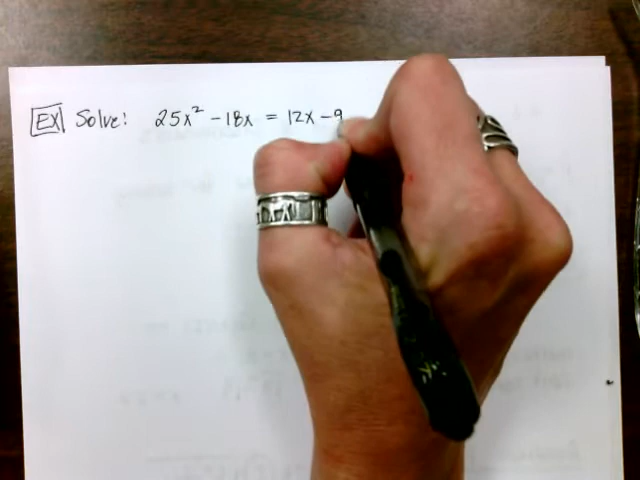 EX Solve: 25x² - 18x = 12x - 9